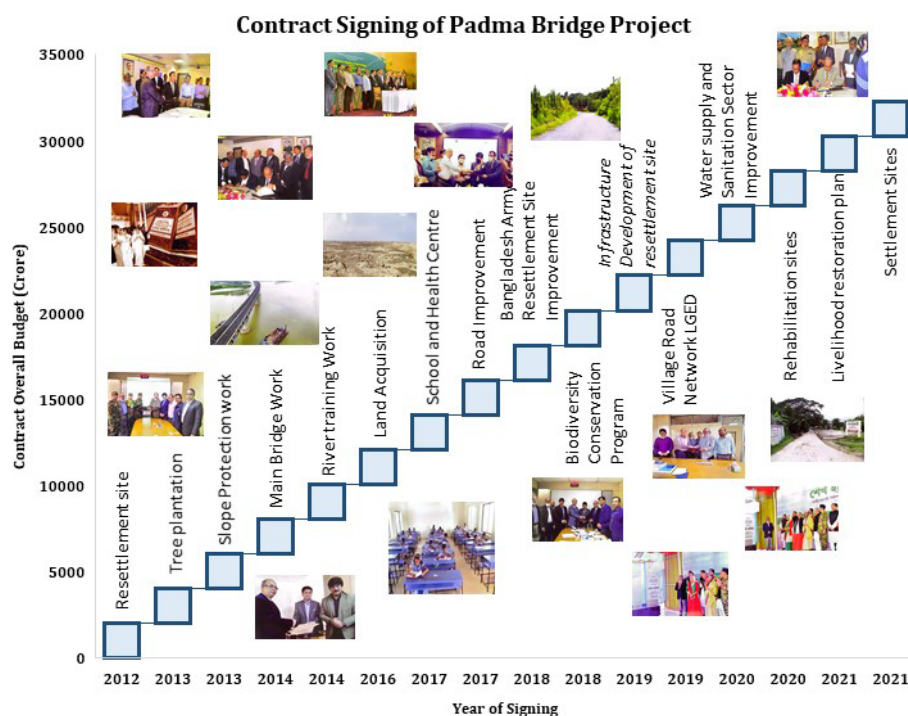 Contract Signing of Padma Bridge Project
Contract Overall Budget (Crore)
35000
30000
25000
20000
15000
10000
5000
0
Resettlement site
Tree plantation
Slope Protection work
Main Bridge Work
River training Work
Land Acquisition
School and Health Centre
Road Improvement
Bangladesh Army
Resettlement Site
Improvement
Biodiversity
Conservation
Program
Infrastructure
Development of
resettlement site
Village Road
Network LGED
Water supply and
Sanitation Sector
Improvement
Rehabilitation sites
Livelihood restoration plan
Settlement Sites
2012 2013 2013 2014 2014 2016 2017 2017 2018 2018 2019 2019 2020 2020 2021 2021
Year of Signing